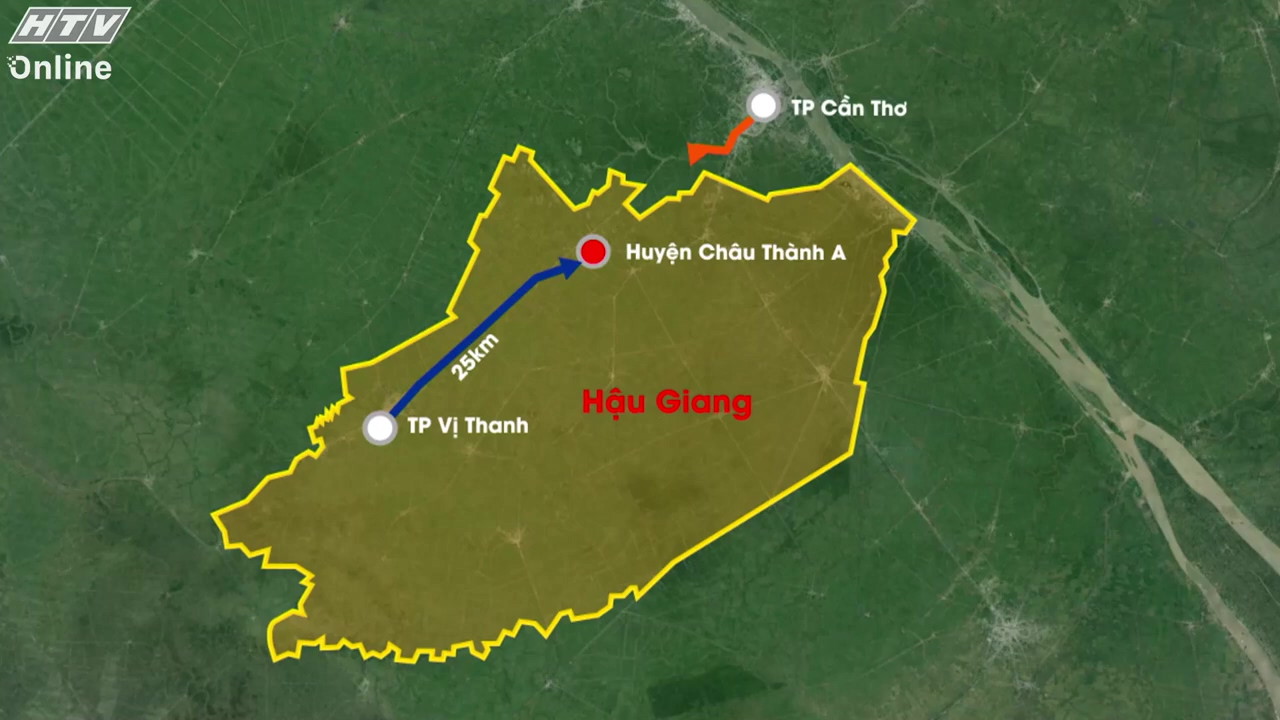 HTV
Online
TP Cần Thơ
Huyện Châu Thành A
25km
Hậu Giang
TP Vị Thanh